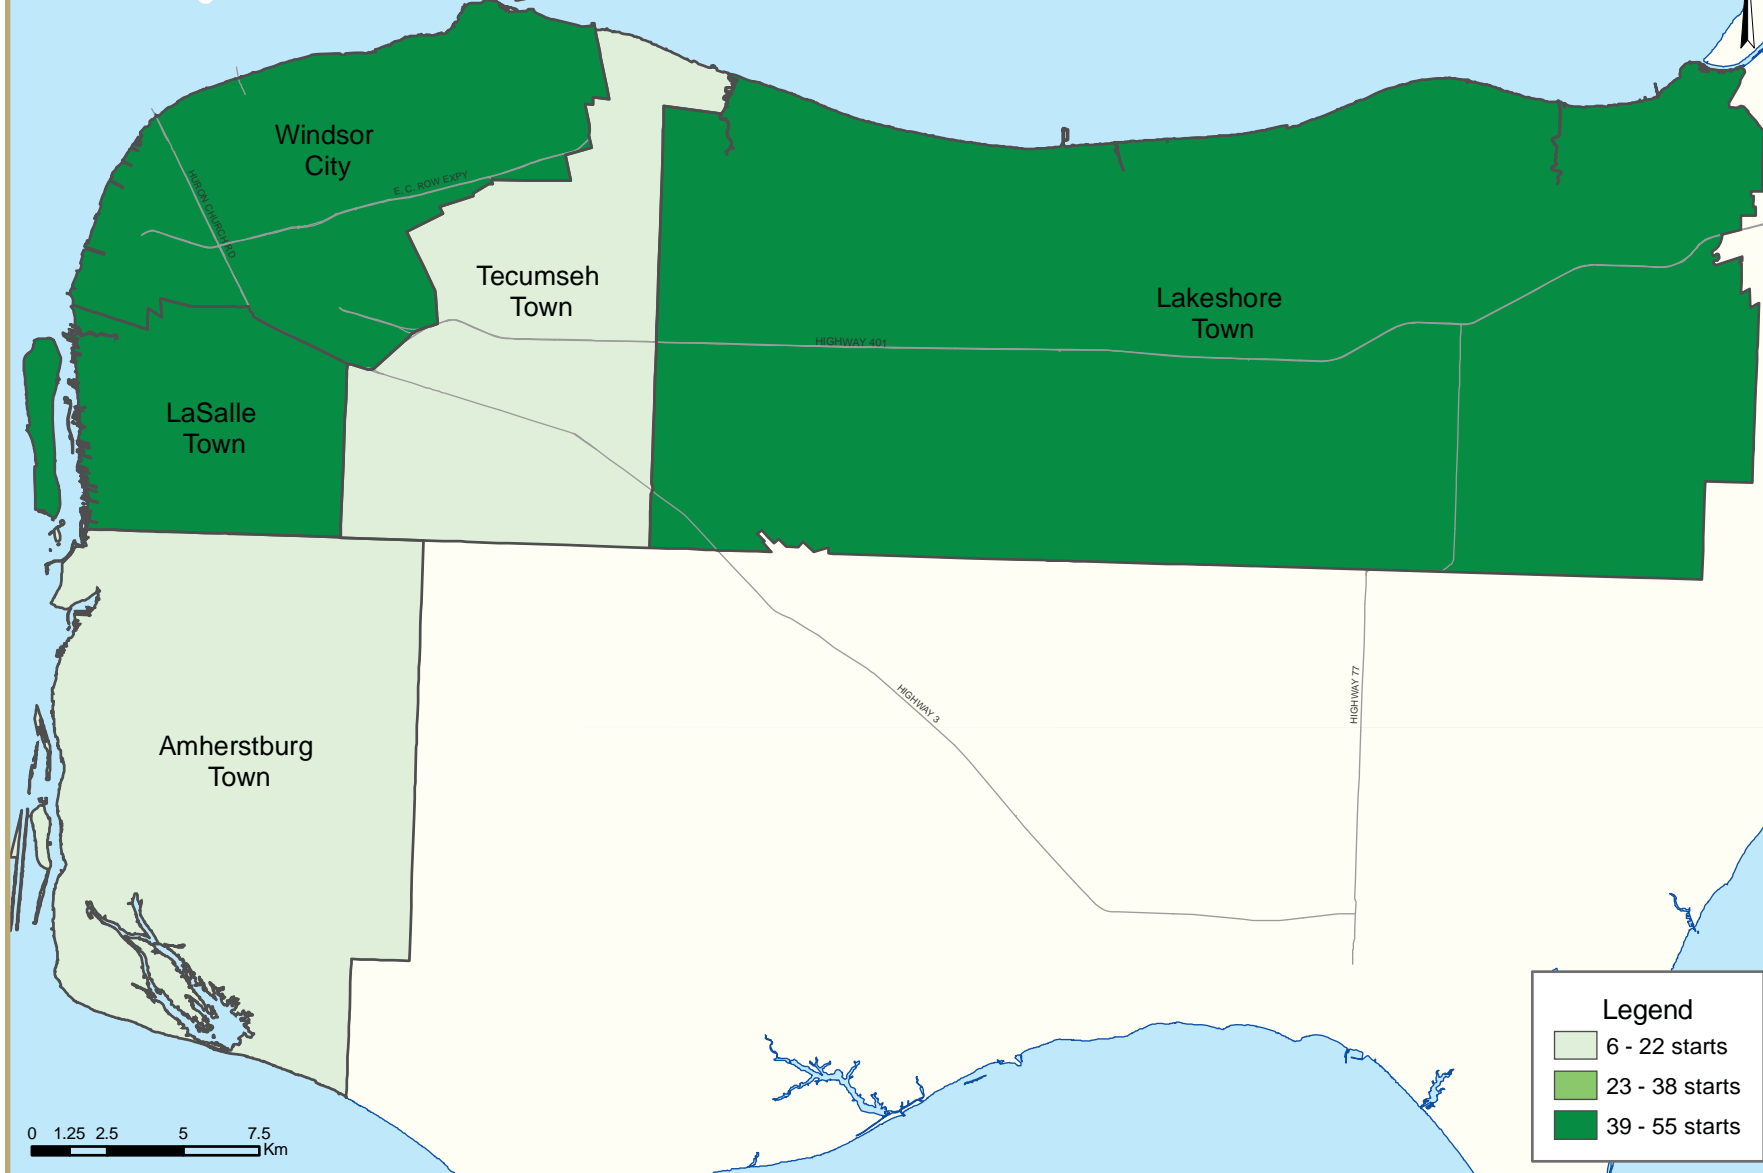 Windsor
City
HURON CHURCH RD
E. C. ROW EXPY
Tecumseh
Town
Lakeshore
Town
HIGHWAY 401
LaSalle
Town
HIGHWAY 3
HIGHWAY 77
Amherstburg
Town
Legend
6 - 22 starts
23 - 38 starts
39 - 55 starts
0 1.25 2.5 5 7.5
Km